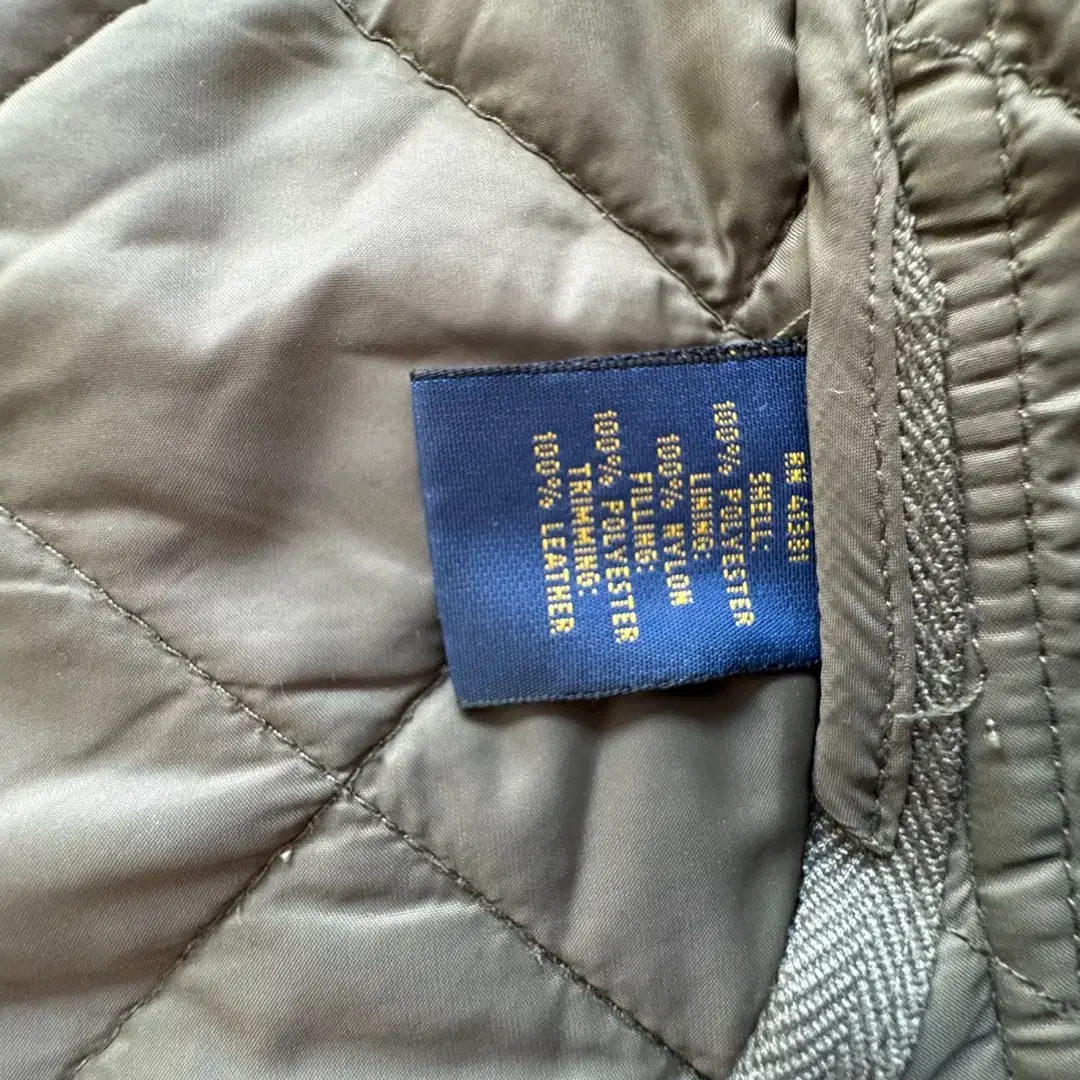 RN 41381
SHELL:
100% POLYESTER
LINING:
100% NYLON
FILLING:
100% POLYESTER
TRIMMING:
100% LEATHER